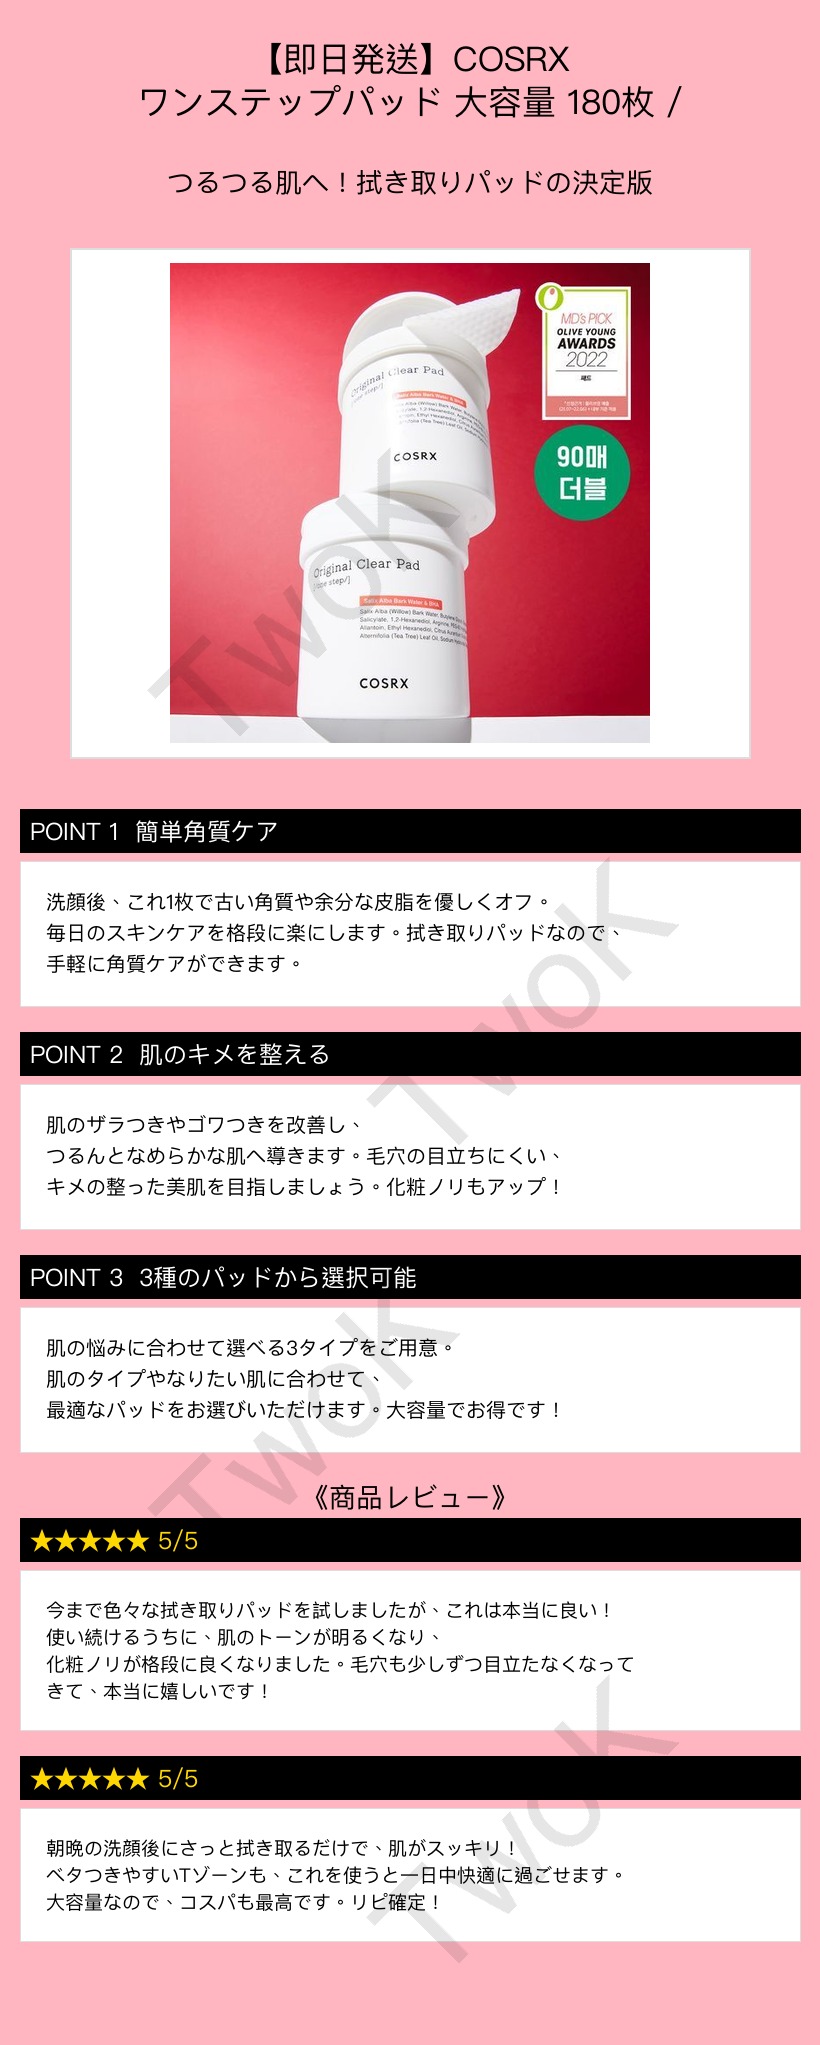 【即日発送】COSRX
ワンステップパッド 大容量 180枚 /
つるつる肌へ！拭き取りパッドの決定版
MD's PICK
OLIVE YOUNG
AWARDS
2022
패드
90매
더블
Original Clear Pad
[/one step/]
Salix Alba Bark Water & BHA
COSRX
Original Clear Pad
[/one step/]
Salix Alba Bark Water & BHA
Salix Alba (Willow) Bark Water, Butylene
Salicylate, 1,2-Hexanediol, Arginine,
Allantoin, Ethyl Hexanediol, Citrus
Alternifolia (Tea Tree) Leaf Oil, Sodium
COSRX
TwoK
POINT 1 簡単角質ケア
洗顔後、これ1枚で古い角質や余分な皮脂を優しくオフ。
毎日のスキンケアを格段に楽にします。拭き取りパッドなので、
手軽に角質ケアができます。
TwoK
POINT 2 肌のキメを整える
肌のザラつきやゴワつきを改善し、
つるんとなめらかな肌へ導きます。毛穴の目立ちにくい、
キメの整った美肌を目指しましょう。化粧ノリもアップ！
POINT 3 3種のパッドから選択可能
肌の悩みに合わせて選べる3タイプをご用意。
肌のタイプやなりたい肌に合わせて、
最適なパッドをお選びいただけます。大容量でお得です！
TwoK
《商品レビュー》
★★★★★ 5/5
今まで色々な拭き取りパッドを試しましたが、これは本当に良い！
使い続けるうちに、肌のトーンが明るくなり、
化粧ノリが格段に良くなりました。毛穴も少しずつ目立たなくなって
きて、本当に嬉しいです！
★★★★★ 5/5
朝晩の洗顔後にさっと拭き取るだけで、肌がスッキリ！
ベタつきやすいTゾーンも、これを使うと一日中快適に過ごせます。
大容量なので、コスパも最高です。リピ確定！
TwoK